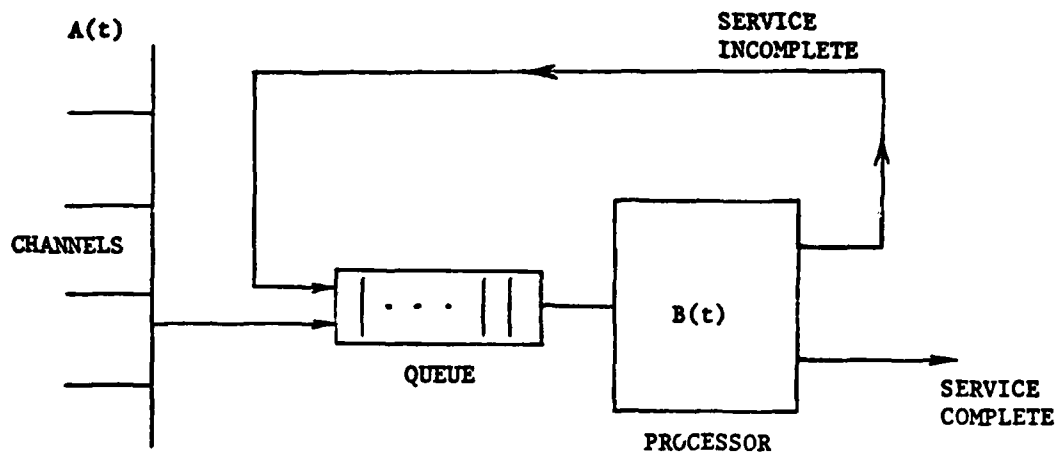 A(t)
SERVICE
INCOMPLETE
CHANNELS
B(t)
QUEUE
SERVICE
COMPLETE
PROCESSOR